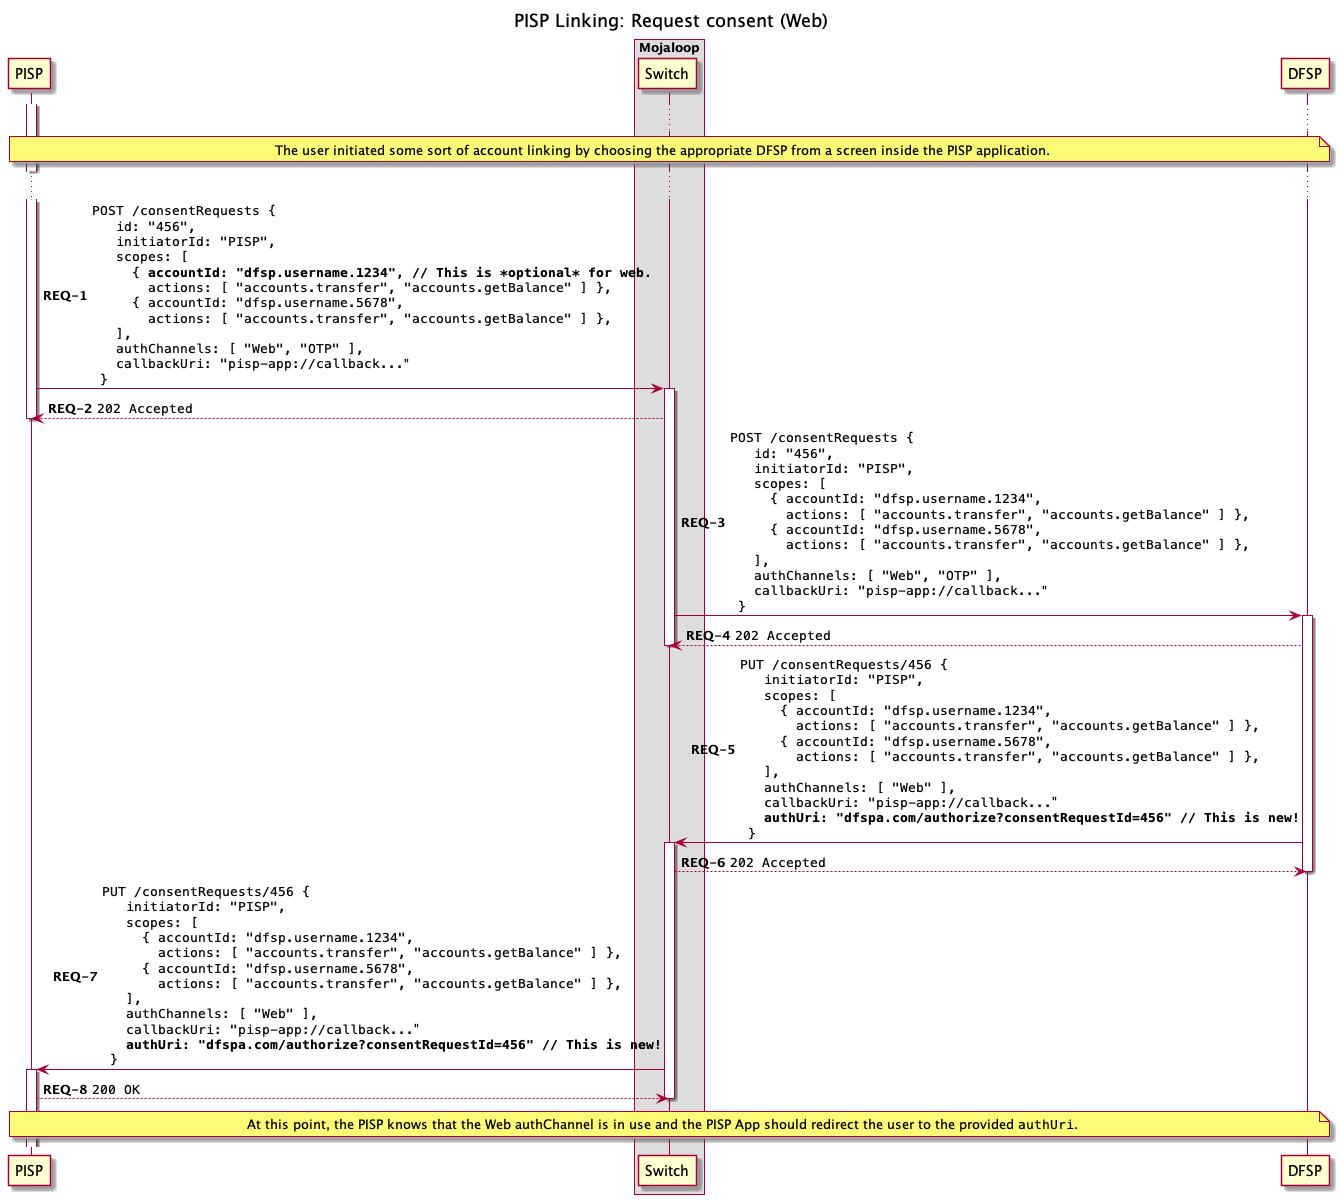 PISP Linking: Request consent (Web)
Mojaloop
PISP
Switch
DFSP
The user initiated some sort of account linking by choosing the appropriate DFSP from a screen inside the PISP application.
REQ-1
POST /consentRequests {
id: "456",
initiatorId: "PISP",
scopes: [
{ accountId: "dfsp.username.1234", // This is *optional* for web.
actions: [ "accounts.transfer", "accounts.getBalance" ] },
{ accountId: "dfsp.username.5678",
actions: [ "accounts.transfer", "accounts.getBalance" ] },
],
authChannels: [ "Web", "OTP" ],
callbackUri: "pisp-app://callback..."
}
REQ-2 202 Accepted
REQ-3
POST /consentRequests {
id: "456",
initiatorId: "PISP",
scopes: [
{ accountId: "dfsp.username.1234",
actions: [ "accounts.transfer", "accounts.getBalance" ] },
{ accountId: "dfsp.username.5678",
actions: [ "accounts.transfer", "accounts.getBalance" ] },
],
authChannels: [ "Web", "OTP" ],
callbackUri: "pisp-app://callback..."
}
REQ-4 202 Accepted
REQ-5
PUT /consentRequests/456 {
initiatorId: "PISP",
scopes: [
{ accountId: "dfsp.username.1234",
actions: [ "accounts.transfer", "accounts.getBalance" ] },
{ accountId: "dfsp.username.5678",
actions: [ "accounts.transfer", "accounts.getBalance" ] },
],
authChannels: [ "Web" ],
callbackUri: "pisp-app://callback..."
authUri: "dfspa.com/authorize?consentRequestId=456" // This is new!
}
REQ-6 202 Accepted
REQ-7
PUT /consentRequests/456 {
initiatorId: "PISP",
scopes: [
{ accountId: "dfsp.username.1234",
actions: [ "accounts.transfer", "accounts.getBalance" ] },
{ accountId: "dfsp.username.5678",
actions: [ "accounts.transfer", "accounts.getBalance" ] },
],
authChannels: [ "Web" ],
callbackUri: "pisp-app://callback..."
authUri: "dfspa.com/authorize?consentRequestId=456" // This is new!
}
REQ-8 200 OK
At this point, the PISP knows that the Web authChannel is in use and the PISP App should redirect the user to the provided authUri.
PISP
Switch
DFSP